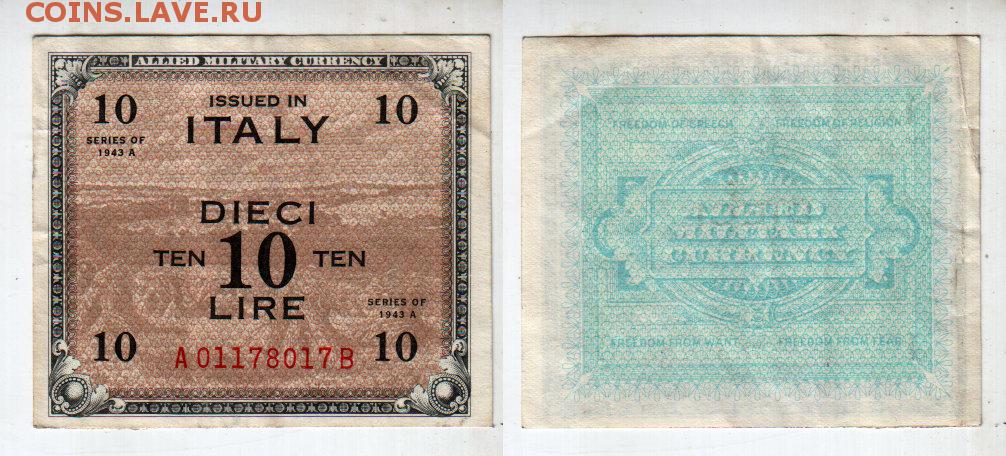 COINS.LAVE.RU
ALLIED MILITARY CURRENCY
10 ISSUED IN 10
ITALY
SERIES OF
1943 A
DIECI
TEN 10 TEN
LIRE
SERIES OF
1943 A
10 A01178017B 10
FREEDOM OF SPEECH FREEDOM OF RELIGION
ALLIED
MILITARY
CURRENCY
FREEDOM FROM WANT FREEDOM FROM FEAR